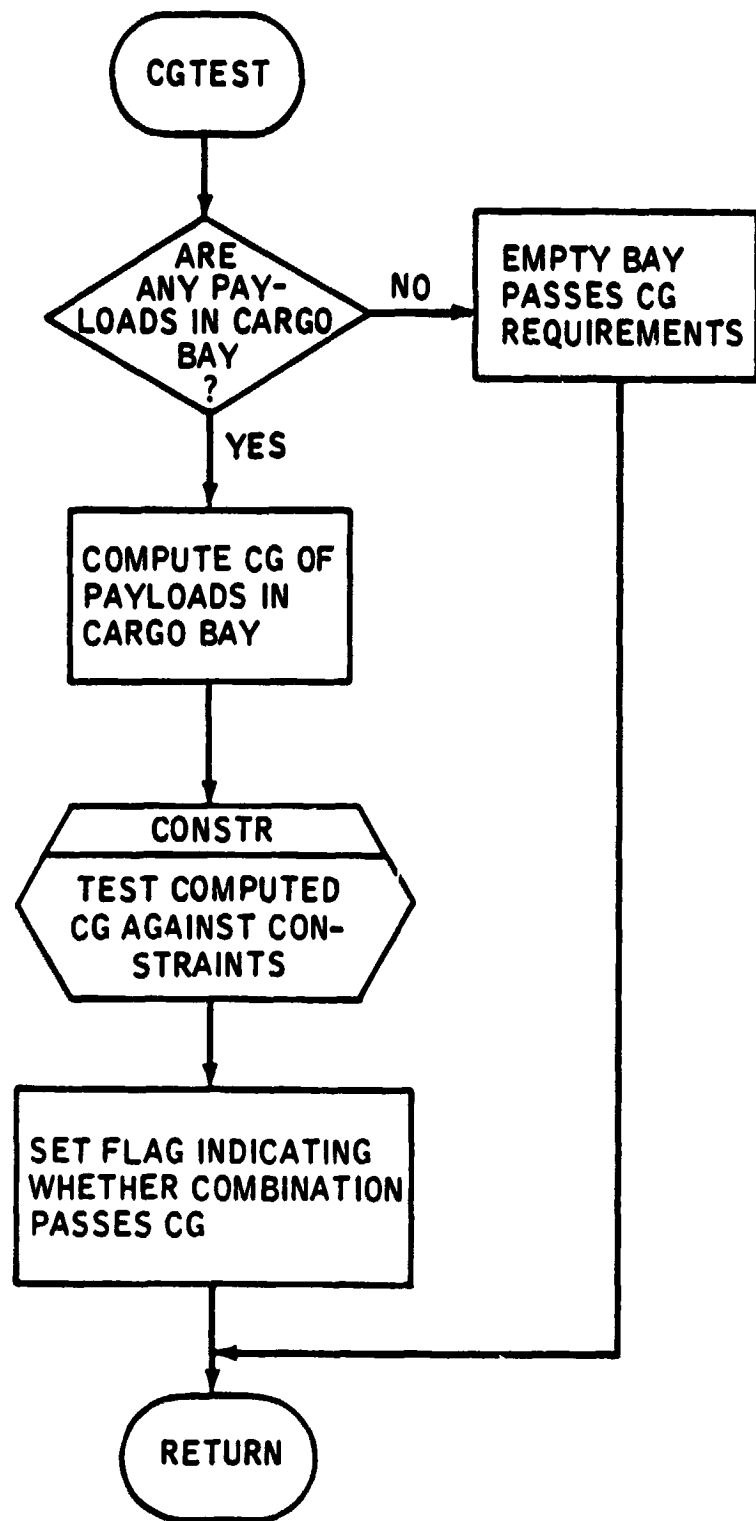 CGTEST
ARE
ANY PAY-
LOADS IN CARGO
BAY
?
NO
EMPTY BAY
PASSES CG
REQUIREMENTS
YES
COMPUTE CG OF
PAYLOADS IN
CARGO BAY
CONSTR
TEST COMPUTED
CG AGAINST CON-
STRAINTS
SET FLAG INDICATING
WHETHER COMBINATION
PASSES CG
RETURN